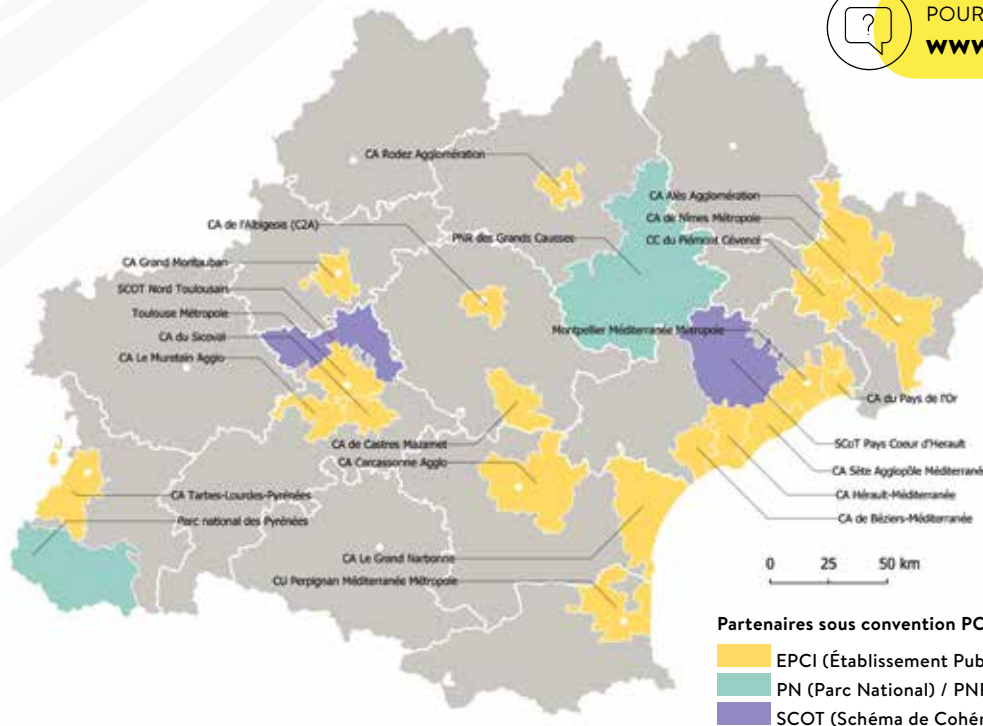 POUR
www
?
CA Rodez Agglomération
CA Alès Agglomération
CA de Nîmes Métropole
CA de l'Albigeois (C2A)
PNR des Grands Causses
CC du Piémont Cévenol
CA Grand Montauban
SCOT Nord Toulousain
Toulouse Métropole
Montpellier Méditerranée Métropole
CA du Sicoval
CA Le Muretain Agglo
CA du Pays de l'Or
CA de Castres Mazamet
SCoT Pays Coeur d'Herault
CA Carcassonne Agglo
CA Sète Agglopôle Méditerrané
CA Tarbes-Lourdes-Pyrénées
CA Hérault-Méditerranée
Parc national des Pyrénées
CA de Béziers-Méditerranée
CA Le Grand Narbonne
CU Perpignan Méditerranée Métropole
0 25 50 km
Partenaires sous convention PC
EPCI (Établissement Pub
PN (Parc National) / PN
SCOT (Schéma de Cohé